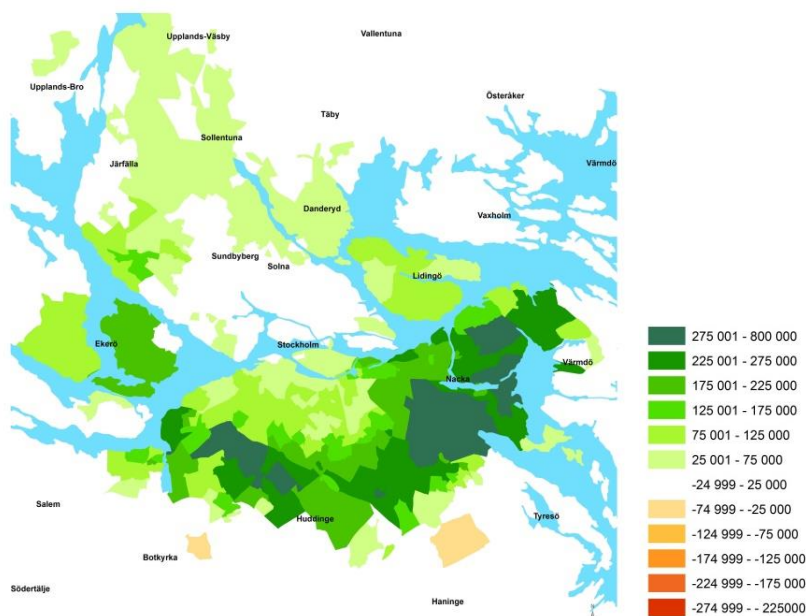 Upplands-Väsby
Vallentuna
Upplands-Bro
Österåker
Täby
Sollentuna
Järfälla
Värmdö
Danderyd
Vaxholm
Sundbyberg
Solna
Lidingö
Ekerö
Stockholm
Värmdö
Nacka
Salem
Huddinge
Tyresö
Botkyrka
Södertälje
Haninge
275 001 - 800 000
225 001 - 275 000
175 001 - 225 000
125 001 - 175 000
75 001 - 125 000
25 001 - 75 000
-24 999 - 25 000
-74 999 - -25 000
-124 999 - -75 000
-174 999 - -125 000
-224 999 - -175 000
-274 999 - - 225000